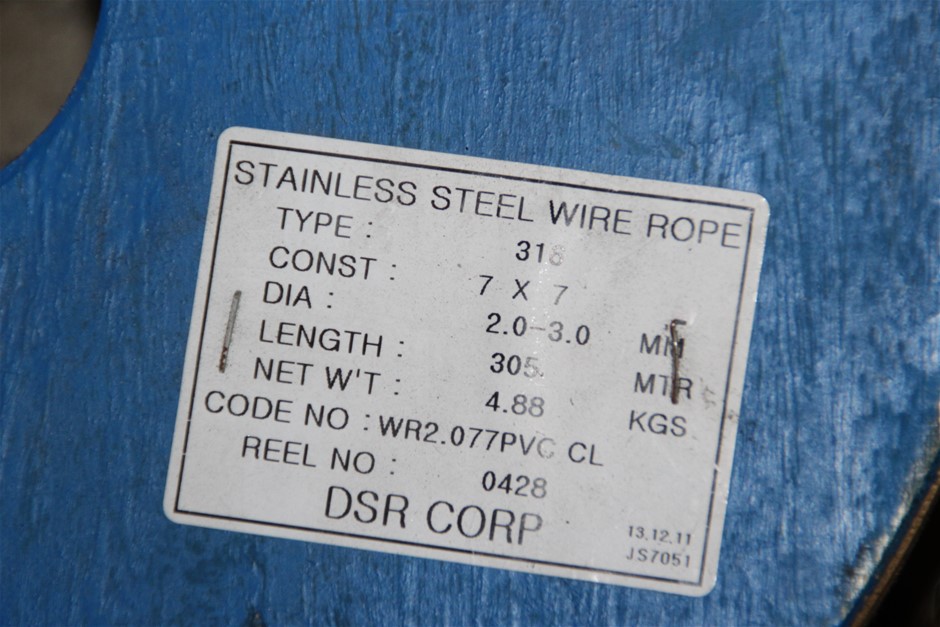 STAINLESS STEEL WIRE ROPE
TYPE : 318
CONST : 7 X 7
DIA : 2.0-3.0 MM
LENGTH : 305. MTR
NET W'T : 4.88 KGS
CODE NO : WR2.077PVC CL
REEL NO : 0428
DSR CORP
13.12.11
JS7051